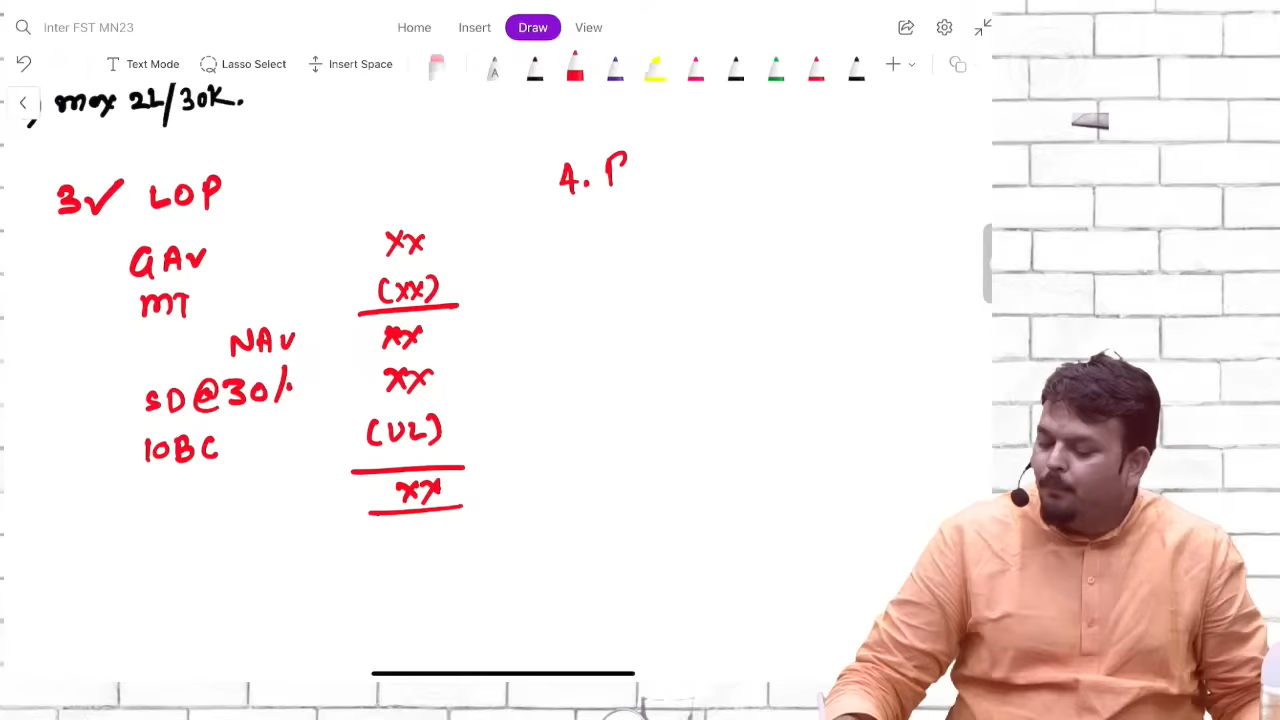 Inter FST MN23
Home Insert Draw View
Text Mode Lasso Select Insert Space
A
max 2L/30K.
3✓ LOP
GAV XX
MT (XX)
NAV XX
SD@30% XX
IOBC (UL)
XX
4.